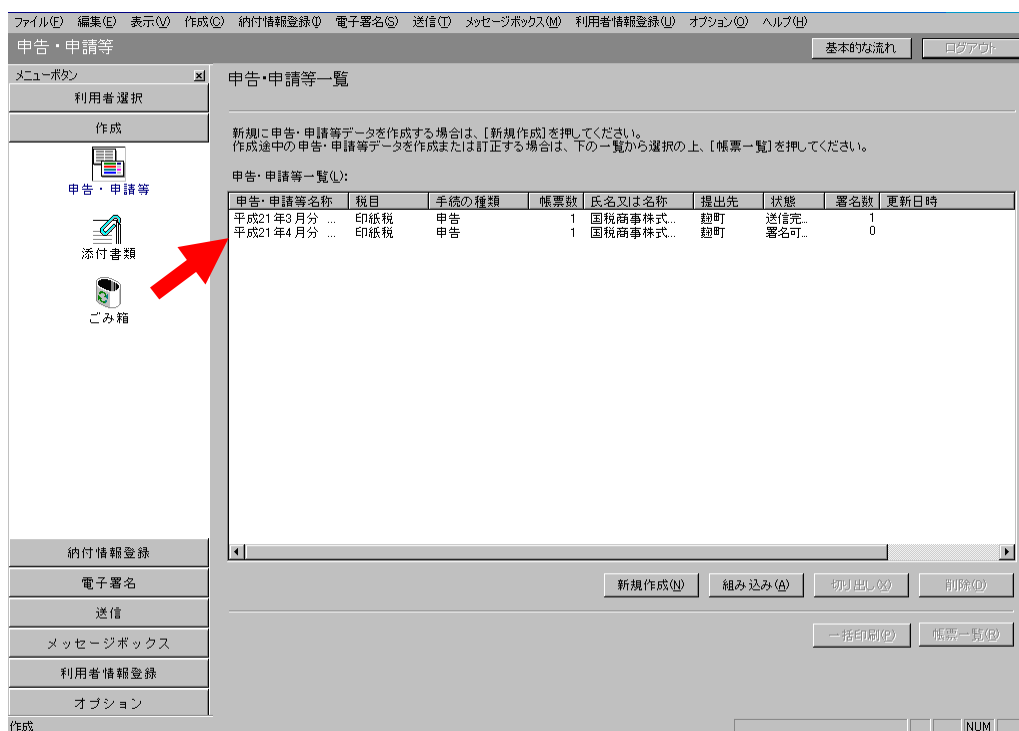 ファイル(F) 編集(E) 表示(V) 作成(C) 納付情報登録(I) 電子署名(S) 送信(T) メッセージボックス(M) 利用者情報登録(U) オプション(O) ヘルプ(H)
申告・申請等 基本的な流れ ログアウト
メニューボタン
利用者選択
作成
申告・申請等
添付書類
ごみ箱
納付情報登録
電子署名
送信
メッセージボックス
利用者情報登録
オプション
申告・申請等一覧
新規に申告・申請等データを作成する場合は、[新規作成]を押してください。
作成途中の申告・申請等データを作成または訂正する場合は、下の一覧から選択の上、[帳票一覧]を押してください。
申告・申請等一覧(L):
申告・申請等名称 税目 手続の種類 帳票数 氏名又は名称 提出先 状態 署名数 更新日時
平成21年3月分 ... 印紙税 申告 1 国税商事株式... 麹町 送信完... 1
平成21年4月分 ... 印紙税 申告 1 国税商事株式... 麹町 署名可... 0
新規作成(N) 組み込み(A) 切り出し(X) 削除(D)
一括印刷(P) 帳票一覧(R)
作成 NUM